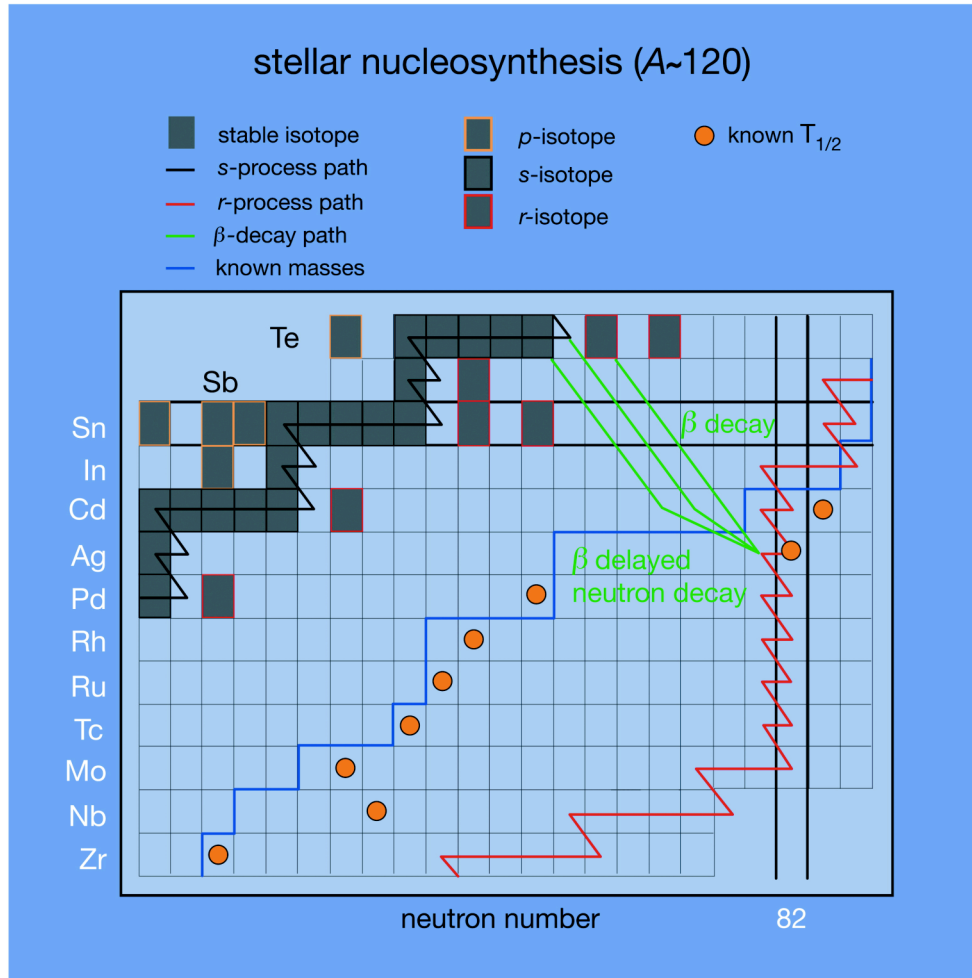 stellar nucleosynthesis (A~120)
stable isotope
s-process path
r-process path
β-decay path
known masses
p-isotope
s-isotope
r-isotope
known T1/2
Te
Sb
Sn
In
Cd
Ag
Pd
Rh
Ru
Tc
Mo
Nb
Zr
β decay
β delayed
neutron decay
neutron number
82